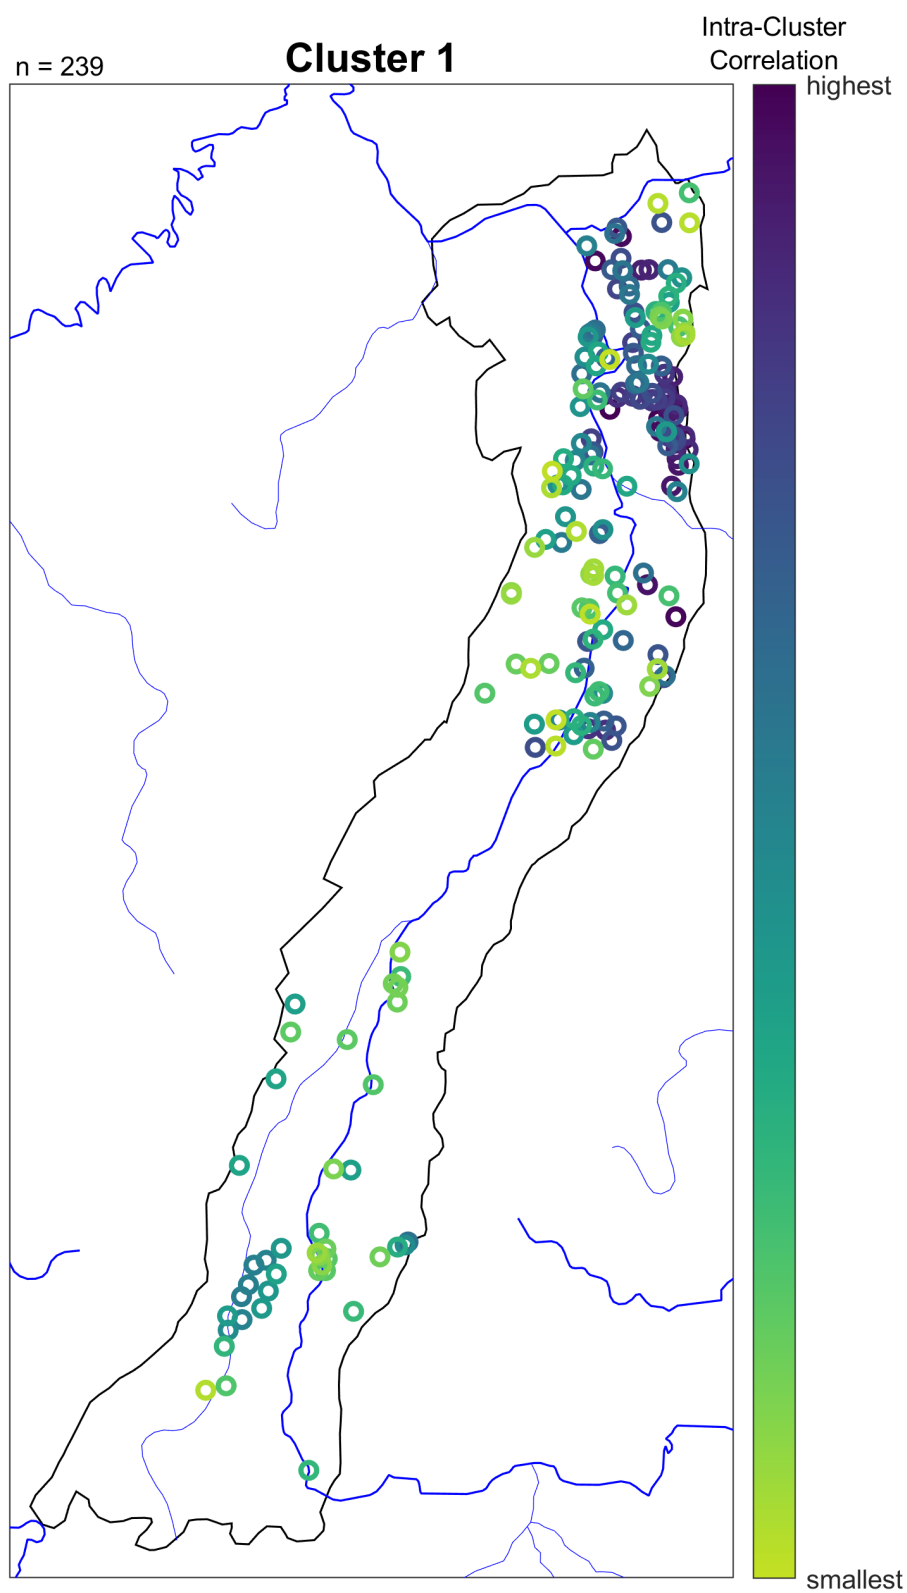 Intra-Cluster
Correlation
n = 239
Cluster 1
highest
smallest